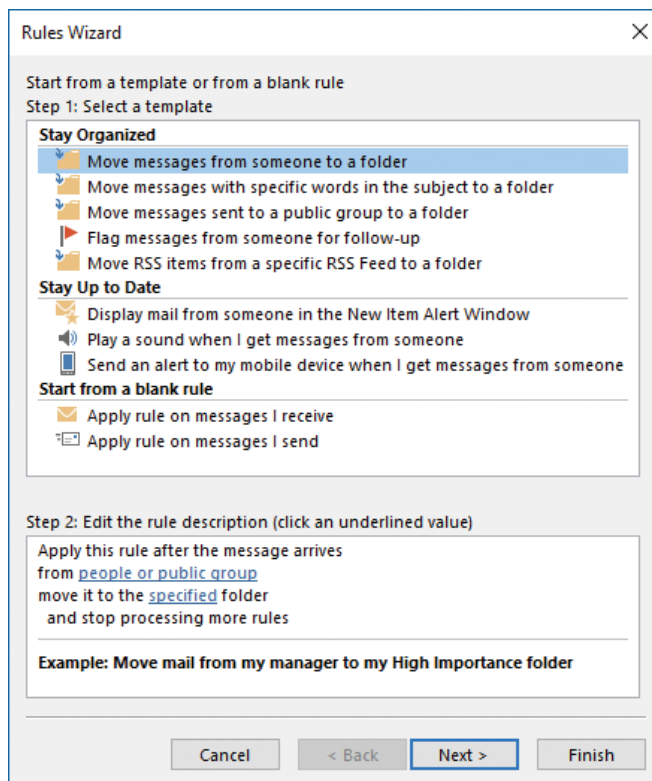 Rules Wizard
Start from a template or from a blank rule
Step 1: Select a template
Stay Organized
Move messages from someone to a folder
Move messages with specific words in the subject to a folder
Move messages sent to a public group to a folder
Flag messages from someone for follow-up
Move RSS items from a specific RSS Feed to a folder
Stay Up to Date
Display mail from someone in the New Item Alert Window
Play a sound when I get messages from someone
Send an alert to my mobile device when I get messages from someone
Start from a blank rule
Apply rule on messages I receive
Apply rule on messages I send
Step 2: Edit the rule description (click an underlined value)
Apply this rule after the message arrives
from people or public group
move it to the specified folder
and stop processing more rules
Example: Move mail from my manager to my High Importance folder
Cancel < Back Next > Finish